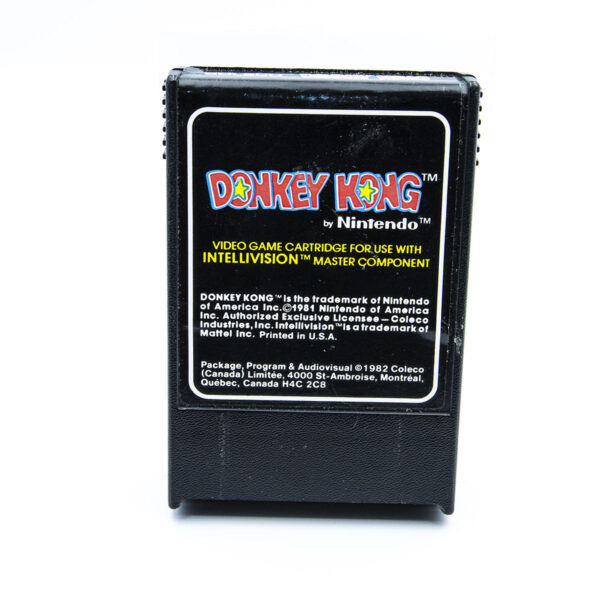 DONKEY KONG™
by Nintendo™
VIDEO GAME CARTRIDGE FOR USE WITH
INTELLIVISION™ MASTER COMPONENT
DONKEY KONG™ is the trademark of Nintendo
of America Inc.©1981 Nintendo of America
Inc. Authorized Exclusive Licensee – Coleco
Industries, Inc. Intellivision™ is a trademark of
Mattel Inc. Printed in U.S.A.
Package, Program & Audiovisual ©1982 Coleco
(Canada) Limitée, 4000 St-Ambroise, Montréal,
Québec, Canada H4C 2C8